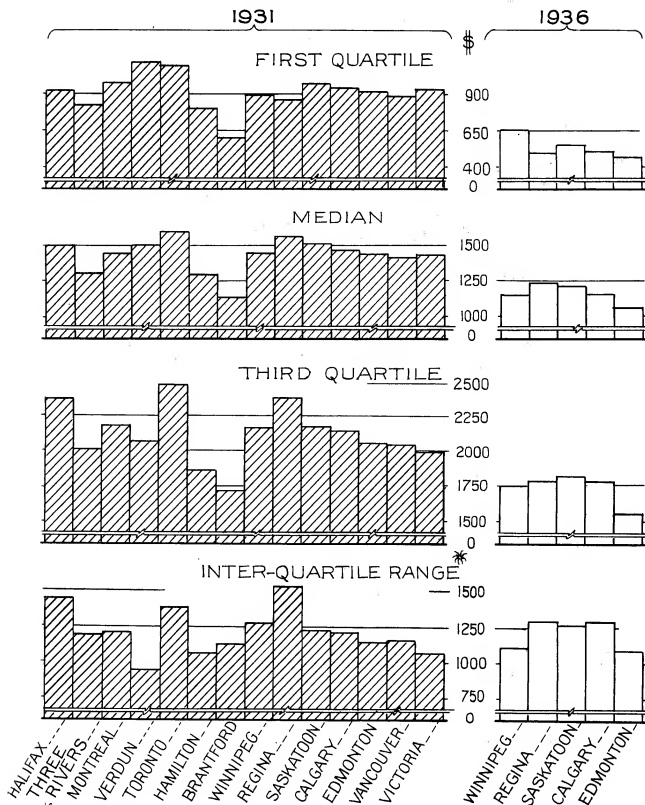 1931
1936
$
FIRST QUARTILE
900
650
400
0
MEDIAN
1500
1250
1000
0
THIRD QUARTILE
2500
2250
2000
1750
1500
0
*
INTER-QUARTILE RANGE
1500
1250
1000
750
0
HALIFAX
THREE
RIVERS
MONTREAL
VERDUN
TORONTO
HAMILTON
BRANTFORD
WINNIPEG
REGINA
SASKATOON
CALGARY
EDMONTON
VANCOUVER
VICTORIA
WINNIPEG
REGINA
SASKATOON
CALGARY
EDMONTON